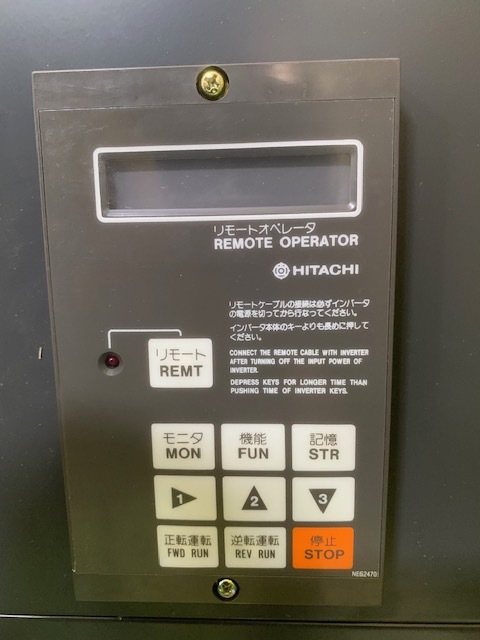 リモートオペレータ
REMOTE OPERATOR
HITACHI
リモートケーブルの接続は必ずインバータ
の電源を切ってから行なってください。
インバータ本体のキーよりも長めに押して
ください。
CONNECT THE REMOTE CABLE WITH INVERTER
AFTER TURNING OFF THE INPUT POWER OF
INVERTER.
DEPRESS KEYS FOR LONGER TIME THAN
PUSHING TIME OF INVERTER KEYS.
リモート
REMT
モニタ 機能 記憶
MON FUN STR
1 2 3
正転運転 逆転運転 停止
FWD RUN REV RUN STOP
NE62470